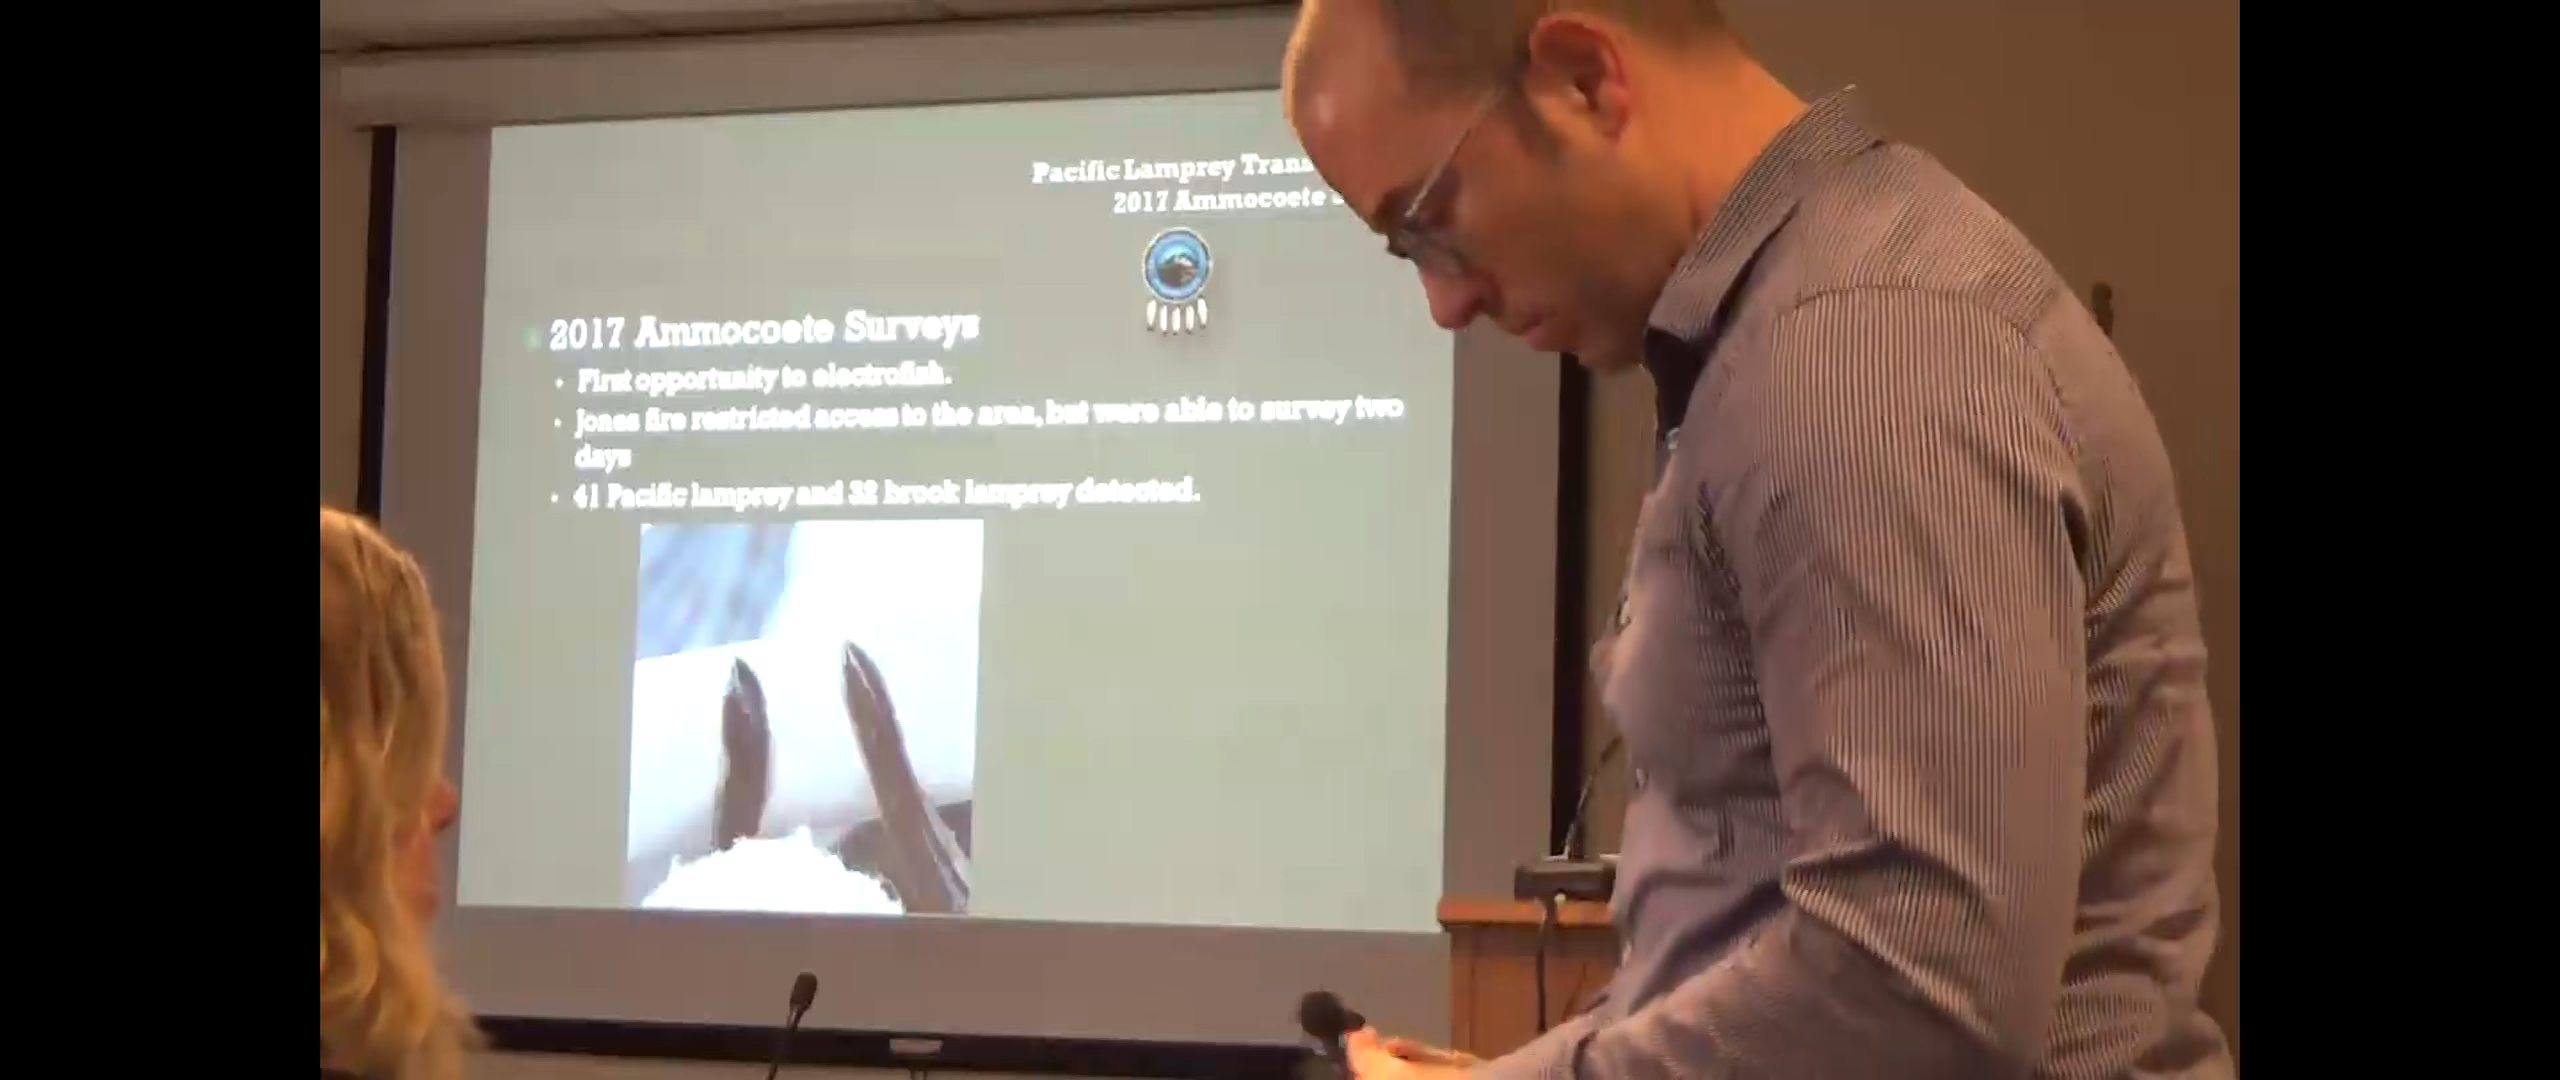 Pacific Lamprey Trans
2017 Ammocoete
2017 Ammocoete Surveys
• First opportunity to electrofish.
• Jones fire restricted access to the area, but were able to survey two
days
• 41 Pacific lamprey and 32 brook lamprey detected.